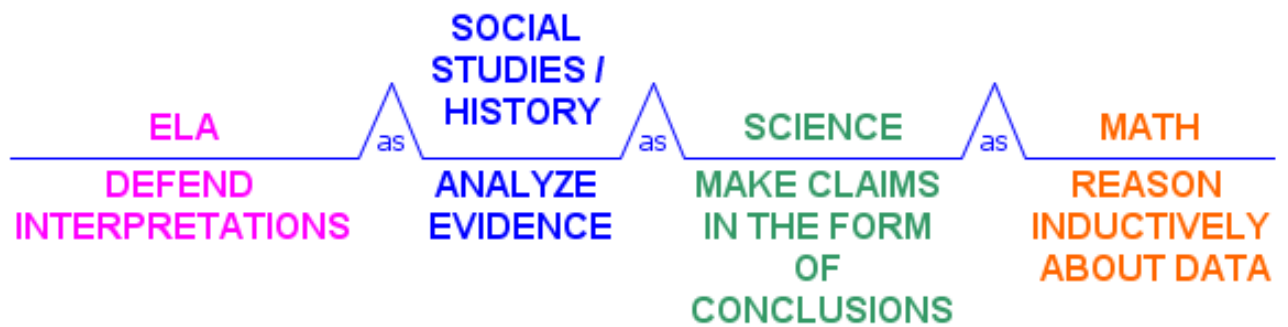 ELA
DEFEND
INTERPRETATIONS
as
SOCIAL
STUDIES /
HISTORY
ANALYZE
EVIDENCE
as
SCIENCE
MAKE CLAIMS
IN THE FORM
OF
CONCLUSIONS
as
MATH
REASON
INDUCTIVELY
ABOUT DATA